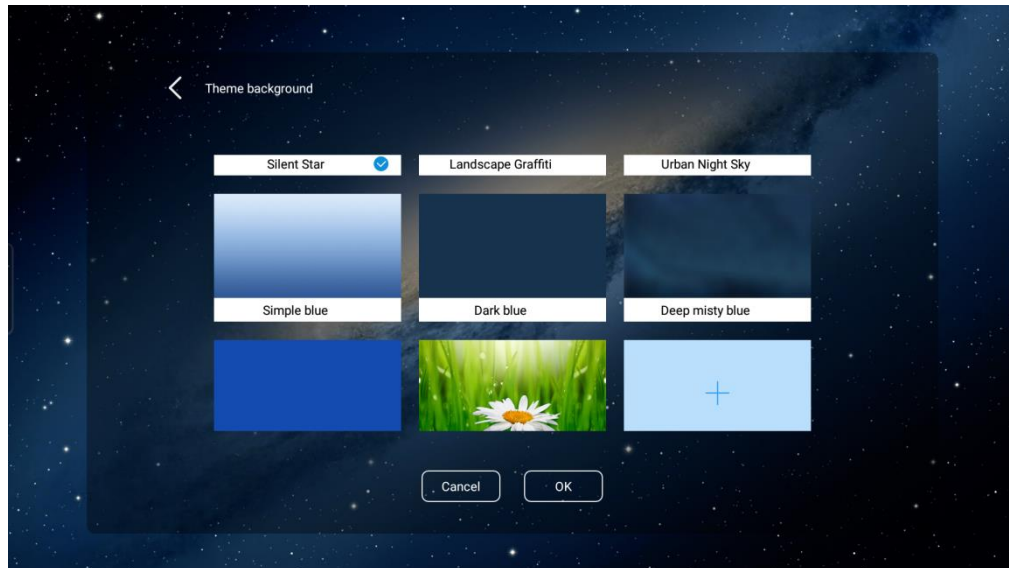 Theme background
Silent Star
Landscape Graffiti
Urban Night Sky
Simple blue
Dark blue
Deep misty blue
Cancel
OK